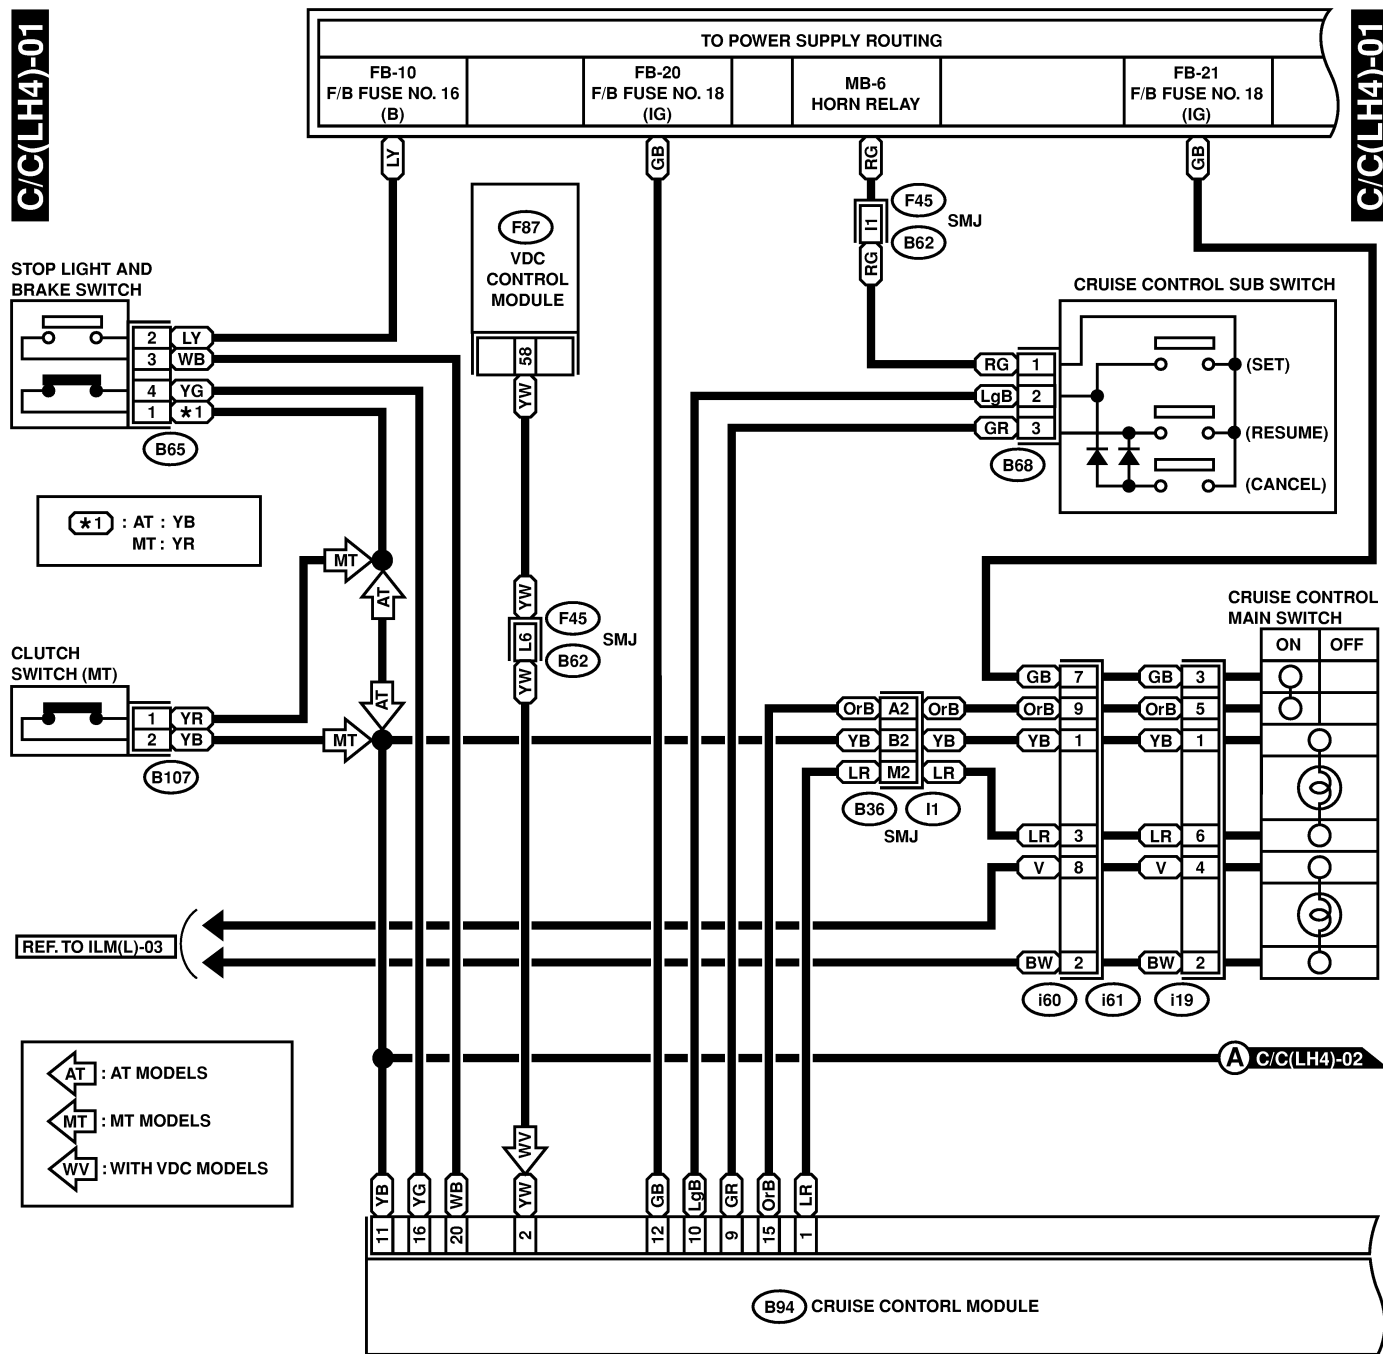 C/C(LH4)-01
C/C(LH4)-01
TO POWER SUPPLY ROUTING
FB-10
F/B FUSE NO. 16
(B)
FB-20
F/B FUSE NO. 18
(IG)
MB-6
HORN RELAY
FB-21
F/B FUSE NO. 18
(IG)
LY
GB
RG
GB
F87
VDC
CONTROL
MODULE
58
YW
I1
F45
SMJ
B62
RG
STOP LIGHT AND
BRAKE SWITCH
2 LY
3 WB
4 YG
1 *1
B65
CRUISE CONTROL SUB SWITCH
RG 1
LgB 2
GR 3
B68
(SET)
(RESUME)
(CANCEL)
*1 : AT : YB
MT : YR
MT
AT
AT
MT
YW
L6
YW
F45
SMJ
B62
CLUTCH
SWITCH (MT)
1 YR
2 YB
B107
CRUISE CONTROL
MAIN SWITCH
ON OFF
GB 7 GB 3
OrB A2 OrB OrB 9 OrB 5
YB B2 YB YB 1 YB 1
LR M2 LR
B36 I1
SMJ
LR 3 LR 6
V 8 V 4
BW 2 BW 2
i60 i61 i19
REF. TO ILM(L)-03
A C/C(LH4)-02
AT : AT MODELS
MT : MT MODELS
WV : WITH VDC MODELS
WV
YB YG WB YW GB LgB GR OrB LR
11 16 20 2 12 10 9 15 1
B94 CRUISE CONTORL MODULE